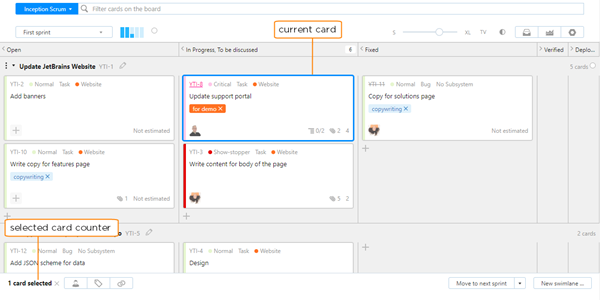 Inception Scrum
Filter cards on the board
First sprint
S XL TV
current card
Open
In Progress, To be discussed 6
Fixed
Verified
Deplo...
Update JetBrains Website YTI-1
5 cards
YTI-2 Normal Task Website
Add banners
Not estimated
YTI-8 Critical Task Website
Update support portal
for demo ×
0/2 2 4
YTI-11 Normal Bug No Subsystem
Copy for solutions page
copywriting ×
Not estimated
YTI-10 Normal Task Website
Write copy for features page
copywriting ×
1 Not estimated
YTI-3 Show-stopper Task Website
Write content for body of the page
5 2
selected card counter
YTI-5
2 cards
YTI-12 Normal Bug No Subsystem
Add JSON scheme for data
YTI-4 Normal Task Website
Design
1 card selected ×
Move to next sprint
New swimlane ...